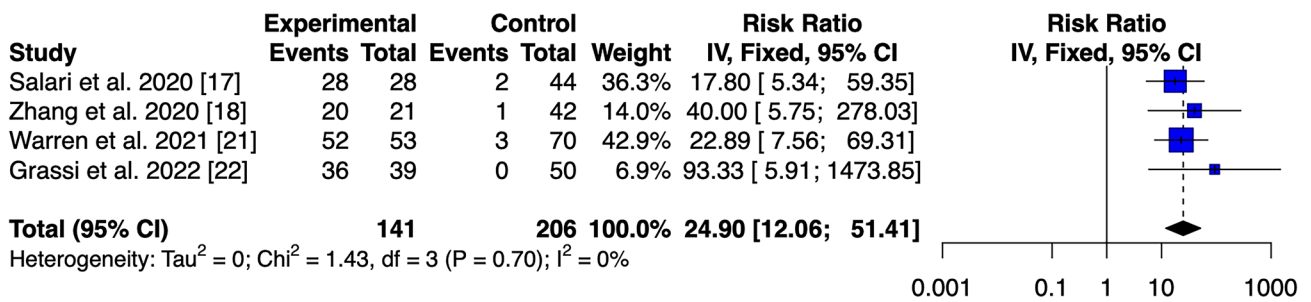 Experimental Control Risk Ratio Risk Ratio
Study Events Total Events Total Weight IV, Fixed, 95% CI IV, Fixed, 95% CI
Salari et al. 2020 [17] 28 28 2 44 36.3% 17.80 [ 5.34; 59.35]
Zhang et al. 2020 [18] 20 21 1 42 14.0% 40.00 [ 5.75; 278.03]
Warren et al. 2021 [21] 52 53 3 70 42.9% 22.89 [ 7.56; 69.31]
Grassi et al. 2022 [22] 36 39 0 50 6.9% 93.33 [ 5.91; 1473.85]
Total (95% CI) 141 206 100.0% 24.90 [12.06; 51.41]
Heterogeneity: Tau² = 0; Chi² = 1.43, df = 3 (P = 0.70); I² = 0%
0.001 0.1 1 10 1000